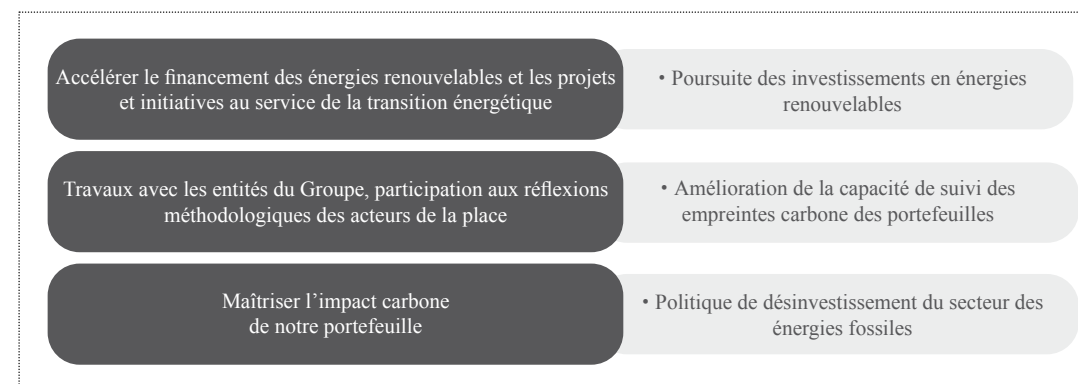 Accélérer le financement des énergies renouvelables et les projets
et initiatives au service de la transition énergétique
• Poursuite des investissements en énergies
renouvelables
Travaux avec les entités du Groupe, participation aux réflexions
méthodologiques des acteurs de la place
• Amélioration de la capacité de suivi des
empreintes carbone des portefeuilles
Maîtriser l’impact carbone
de notre portefeuille
• Politique de désinvestissement du secteur des
énergies fossiles